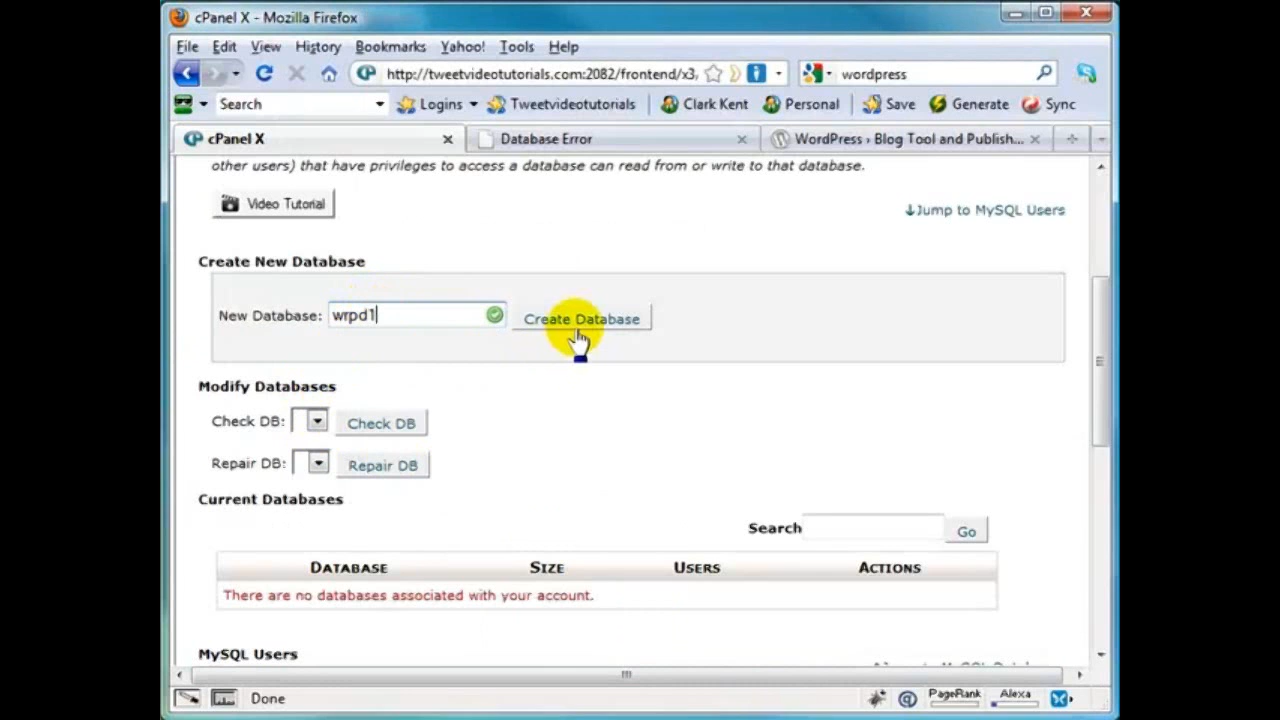 cPanel X - Mozilla Firefox
File Edit View History Bookmarks Yahoo! Tools Help
http://tweetvideotutorials.com:2082/frontend/x3, wordpress
Search Logins Tweetvideotutorials Clark Kent Personal Save Generate Sync
cPanel X Database Error WordPress › Blog Tool and Publish...
other users) that have privileges to access a database can read from or write to that database.
Video Tutorial
Jump to MySQL Users
Create New Database
New Database: wrpd1 Create Database
Modify Databases
Check DB: Check DB
Repair DB: Repair DB
Current Databases
Search Go
DATABASE SIZE USERS ACTIONS
There are no databases associated with your account.
MySQL Users
Done PageRank Alexa